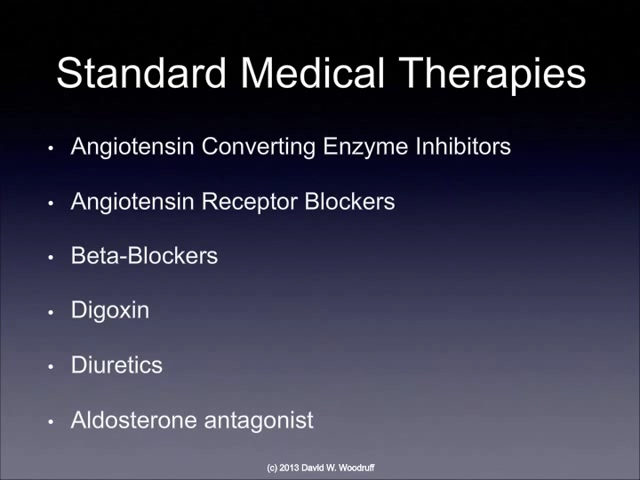 Standard Medical Therapies
• Angiotensin Converting Enzyme Inhibitors
• Angiotensin Receptor Blockers
• Beta-Blockers
• Digoxin
• Diuretics
• Aldosterone antagonist
(c) 2013 David W. Woodruff